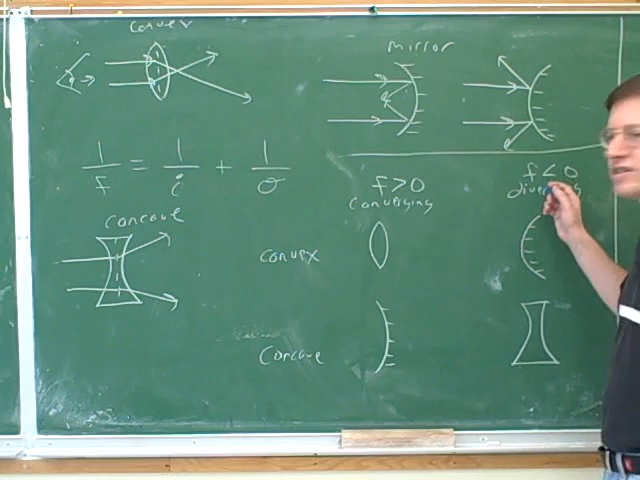 convex
mirror
1/f = 1/i + 1/o
f>0
f<0
converging
diverging
concave
convex
concave